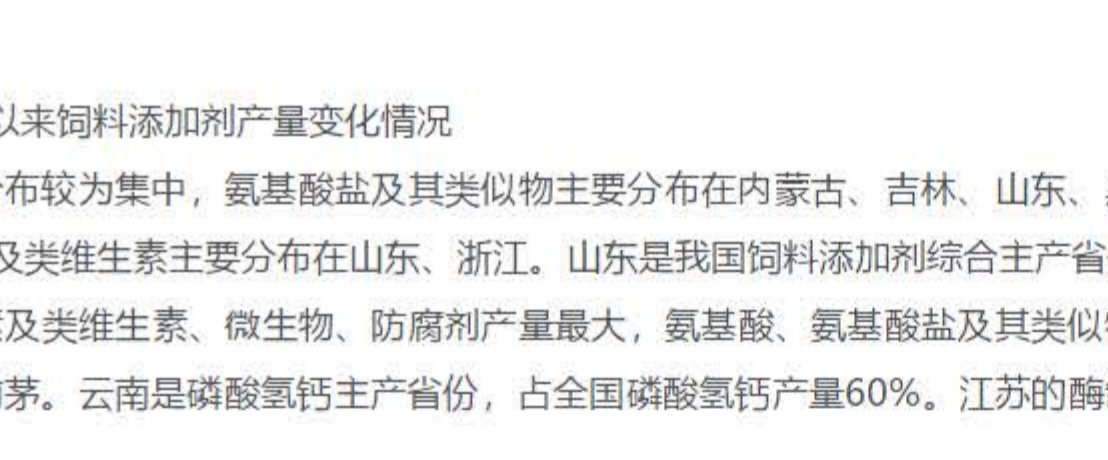 以来饲料添加剂产量变化情况
布较为集中，氨基酸盐及其类似物主要分布在内蒙古、吉林、山东、
及类维生素主要分布在山东、浙江。山东是我国饲料添加剂综合主产省
及类维生素、微生物、防腐剂产量最大，氨基酸、氨基酸盐及其类似
茅。云南是磷酸氢钙主产省份，占全国磷酸氢钙产量60%。江苏的酶